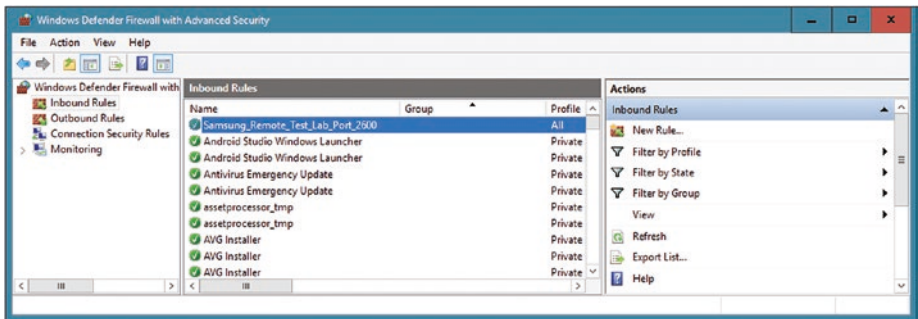 Windows Defender Firewall with Advanced Security
File Action View Help
Windows Defender Firewall with
Inbound Rules
Outbound Rules
Connection Security Rules
Monitoring
Inbound Rules
Name Group Profile
Samsung_Remote_Test_Lab_Port_2600 All
Android Studio Windows Launcher Private
Android Studio Windows Launcher Private
Antivirus Emergency Update Private
Antivirus Emergency Update Private
assetprocessor_tmp Private
assetprocessor_tmp Private
AVG Installer Private
AVG Installer Private
AVG Installer Private
Actions
Inbound Rules
New Rule...
Filter by Profile
Filter by State
Filter by Group
View
Refresh
Export List...
Help